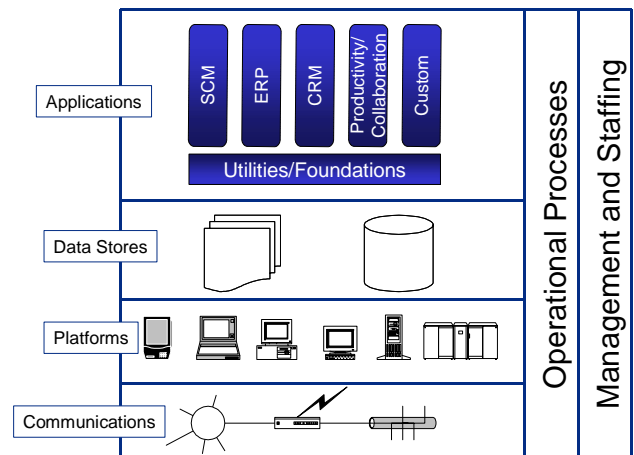 Applications
SCM
ERP
CRM
Productivity/
Collaboration
Custom
Utilities/Foundations
Data Stores
Platforms
Communications
Operational Processes
Management and Staffing